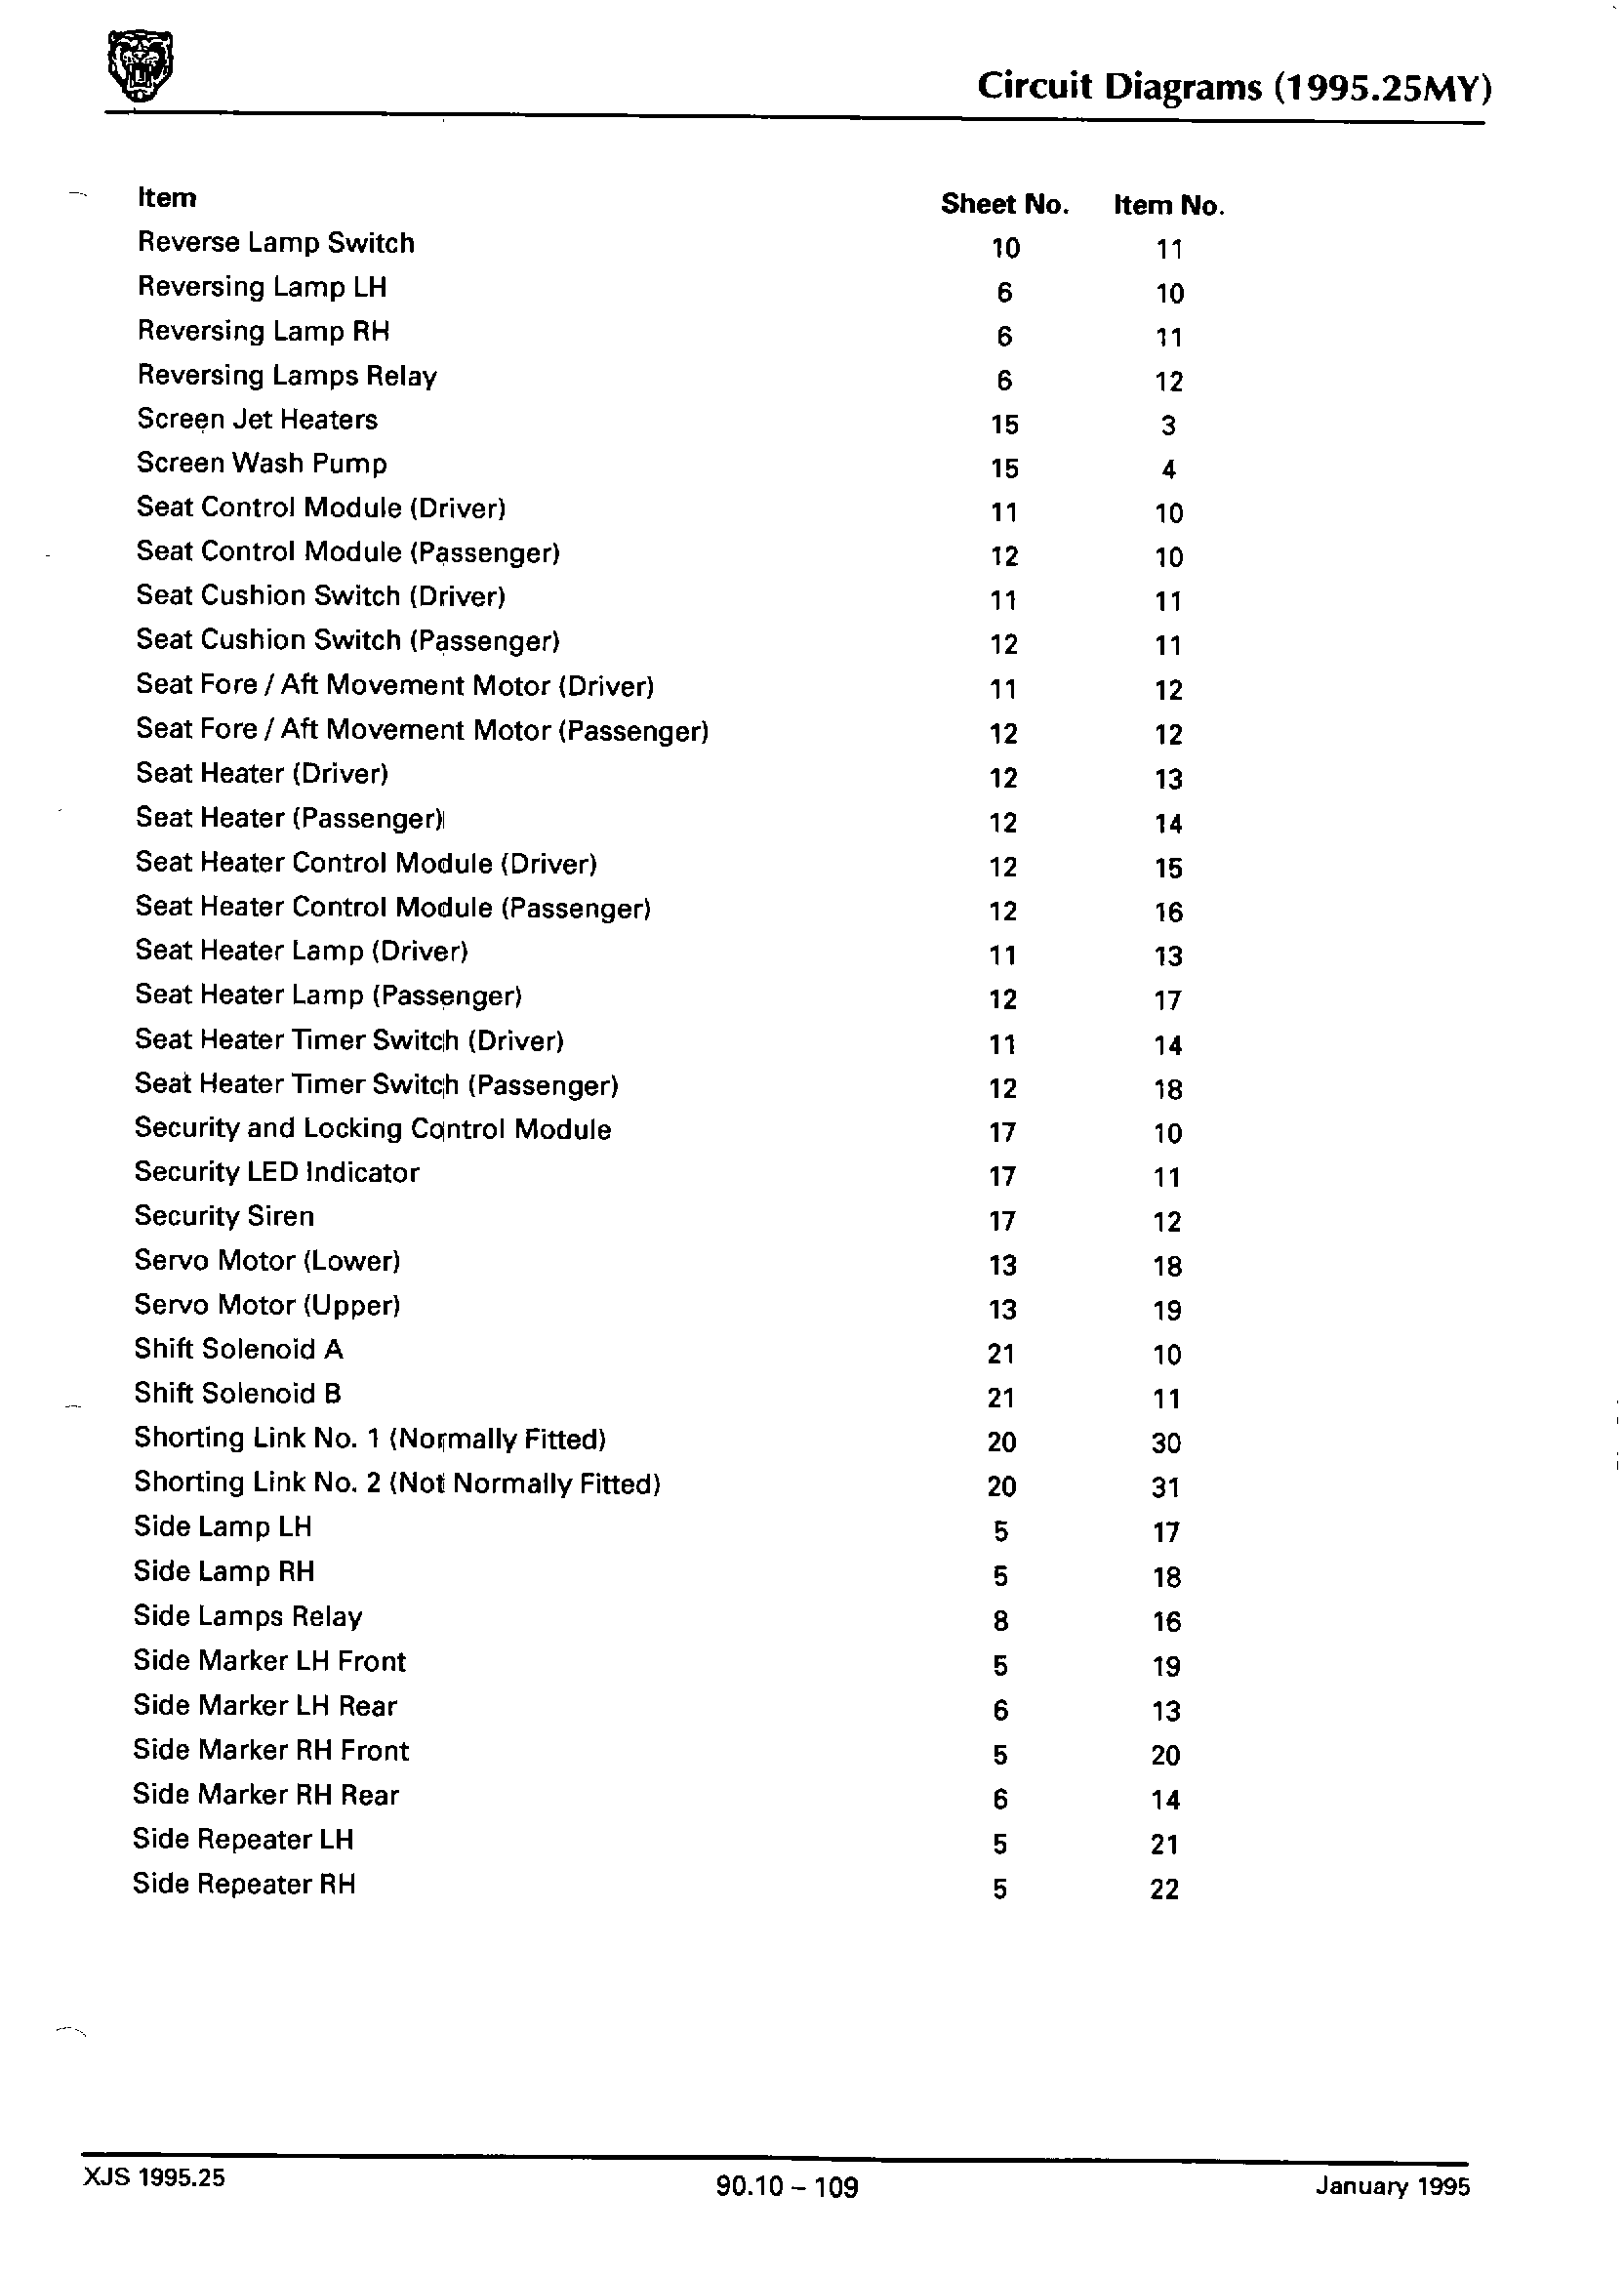 Circuit Diagrams (1995.25MY)
Item Sheet No. Item No.
Reverse Lamp Switch 10 11
Reversing Lamp LH 6 10
Reversing Lamp RH 6 11
Reversing Lamps Relay 6 12
Screen Jet Heaters 15 3
Screen Wash Pump 15 4
Seat Control Module (Driver) 11 10
Seat Control Module (Passenger) 12 10
Seat Cushion Switch (Driver) 11 11
Seat Cushion Switch (Passenger) 12 11
Seat Fore / Aft Movement Motor (Driver) 11 12
Seat Fore / Aft Movement Motor (Passenger) 12 12
Seat Heater (Driver) 12 13
Seat Heater (Passenger) 12 14
Seat Heater Control Module (Driver) 12 15
Seat Heater Control Module (Passenger) 12 16
Seat Heater Lamp (Driver) 11 13
Seat Heater Lamp (Passenger) 12 17
Seat Heater Timer Switch (Driver) 11 14
Seat Heater Timer Switch (Passenger) 12 18
Security and Locking Control Module 17 10
Security LED Indicator 17 11
Security Siren 17 12
Servo Motor (Lower) 13 18
Servo Motor (Upper) 13 19
Shift Solenoid A 21 10
Shift Solenoid B 21 11
Shorting Link No. 1 (Normally Fitted) 20 30
Shorting Link No. 2 (Not Normally Fitted) 20 31
Side Lamp LH 5 17
Side Lamp RH 5 18
Side Lamps Relay 8 16
Side Marker LH Front 5 19
Side Marker LH Rear 6 13
Side Marker RH Front 5 20
Side Marker RH Rear 6 14
Side Repeater LH 5 21
Side Repeater RH 5 22
XJS 1995.25 90.10 – 109 January 1995